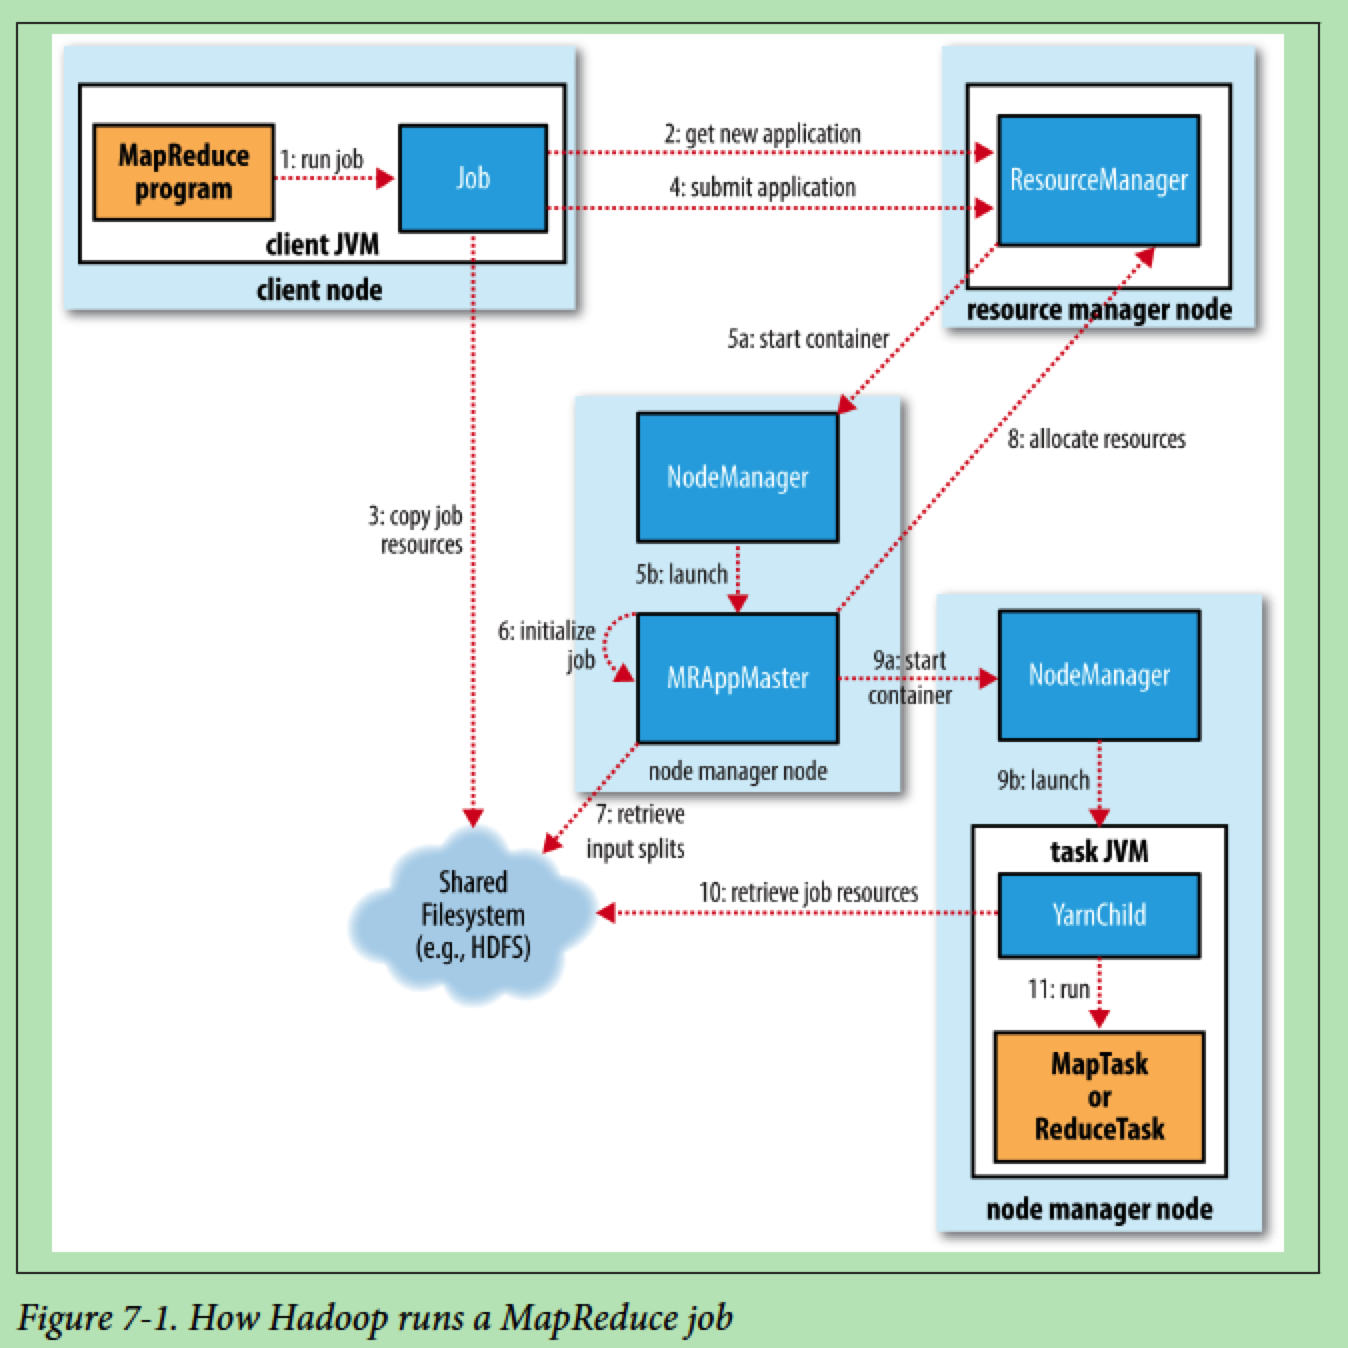 MapReduce
program
1: run job
Job
client JVM
client node
2: get new application
4: submit application
ResourceManager
resource manager node
5a: start container
8: allocate resources
NodeManager
3: copy job
resources
5b: launch
6: initialize
job
MRAppMaster
9a: start
container
NodeManager
node manager node
9b: launch
7: retrieve
input splits
task JVM
Shared
Filesystem
(e.g., HDFS)
10: retrieve job resources
YarnChild
11: run
MapTask
or
ReduceTask
node manager node
Figure 7-1. How Hadoop runs a MapReduce job